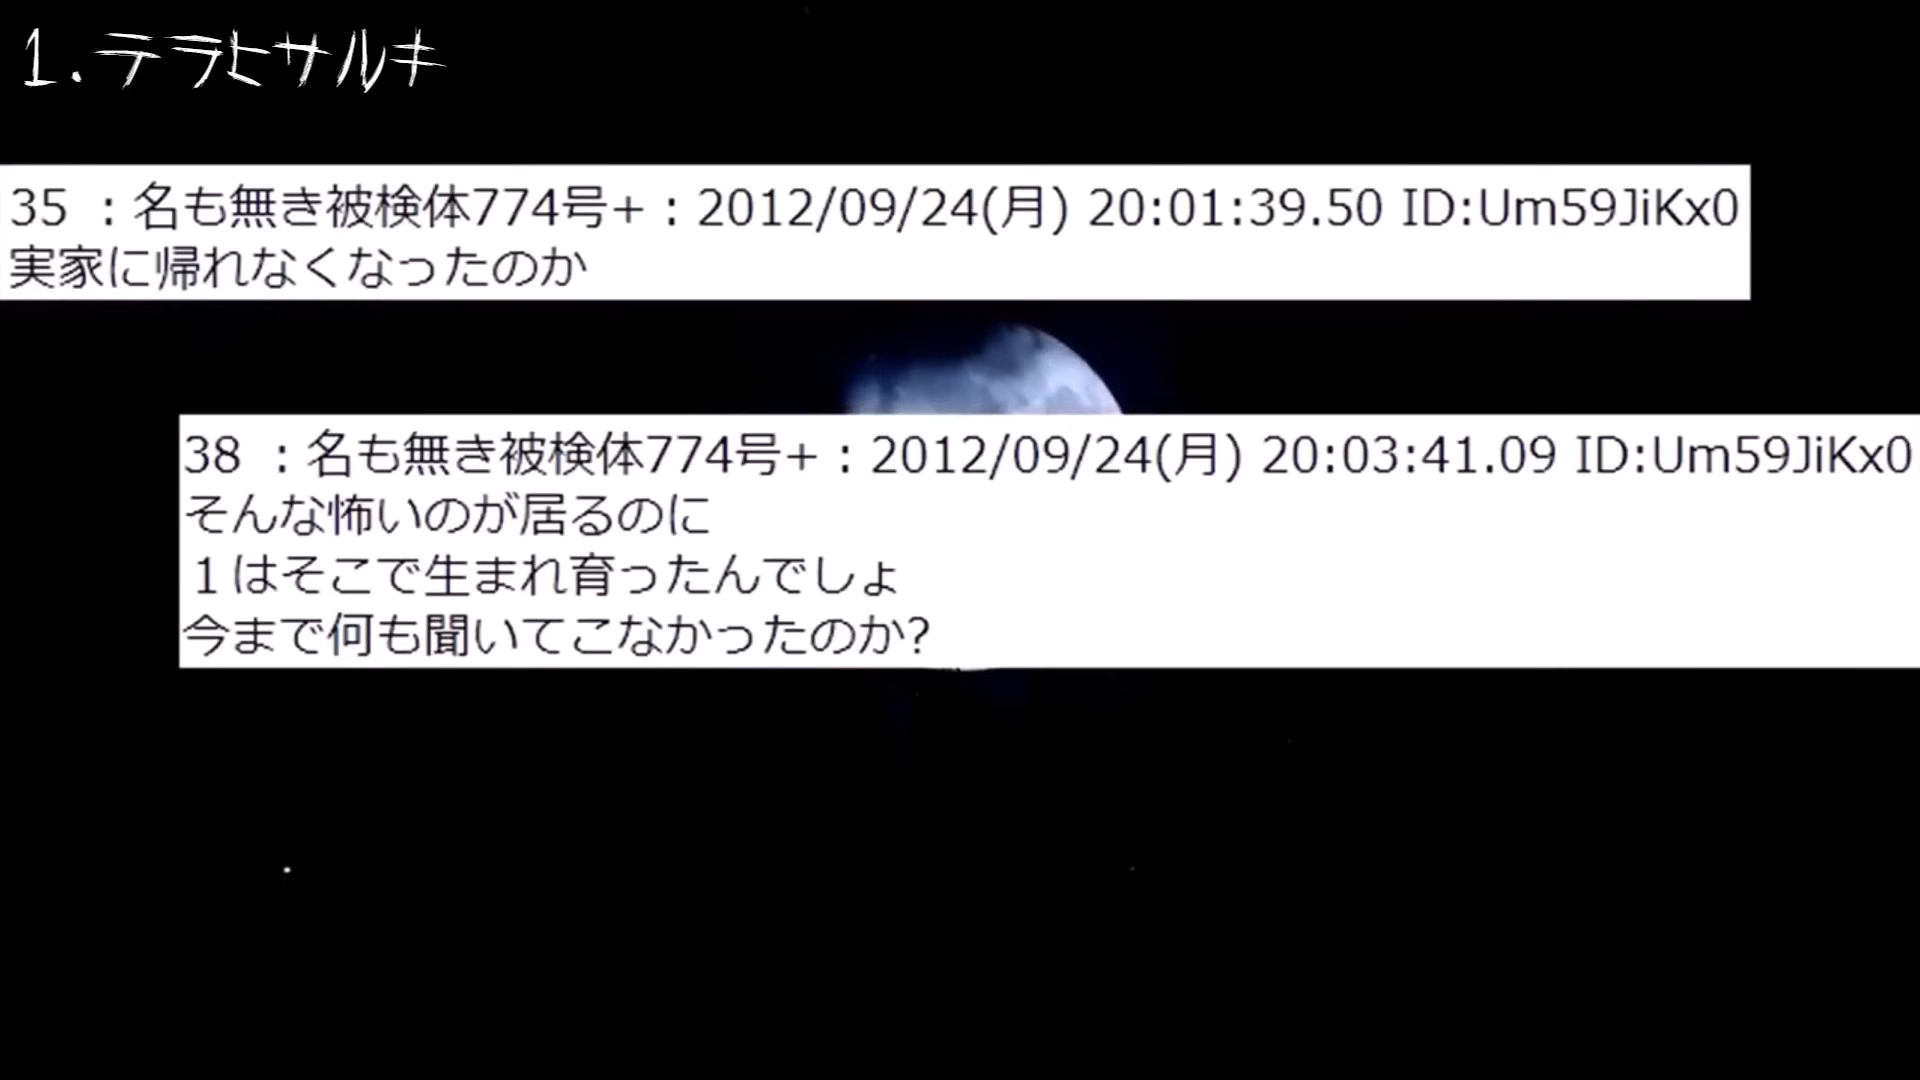 1.テラヒサルキ
35 ：名も無き被検体774号+：2012/09/24(月) 20:01:39.50 ID:Um59JiKx0
実家に帰れなくなったのか
38 ：名も無き被検体774号+：2012/09/24(月) 20:03:41.09 ID:Um59JiKx0
そんな怖いのが居るのに
１はそこで生まれ育ったんでしょ
今まで何も聞いてこなかったのか?